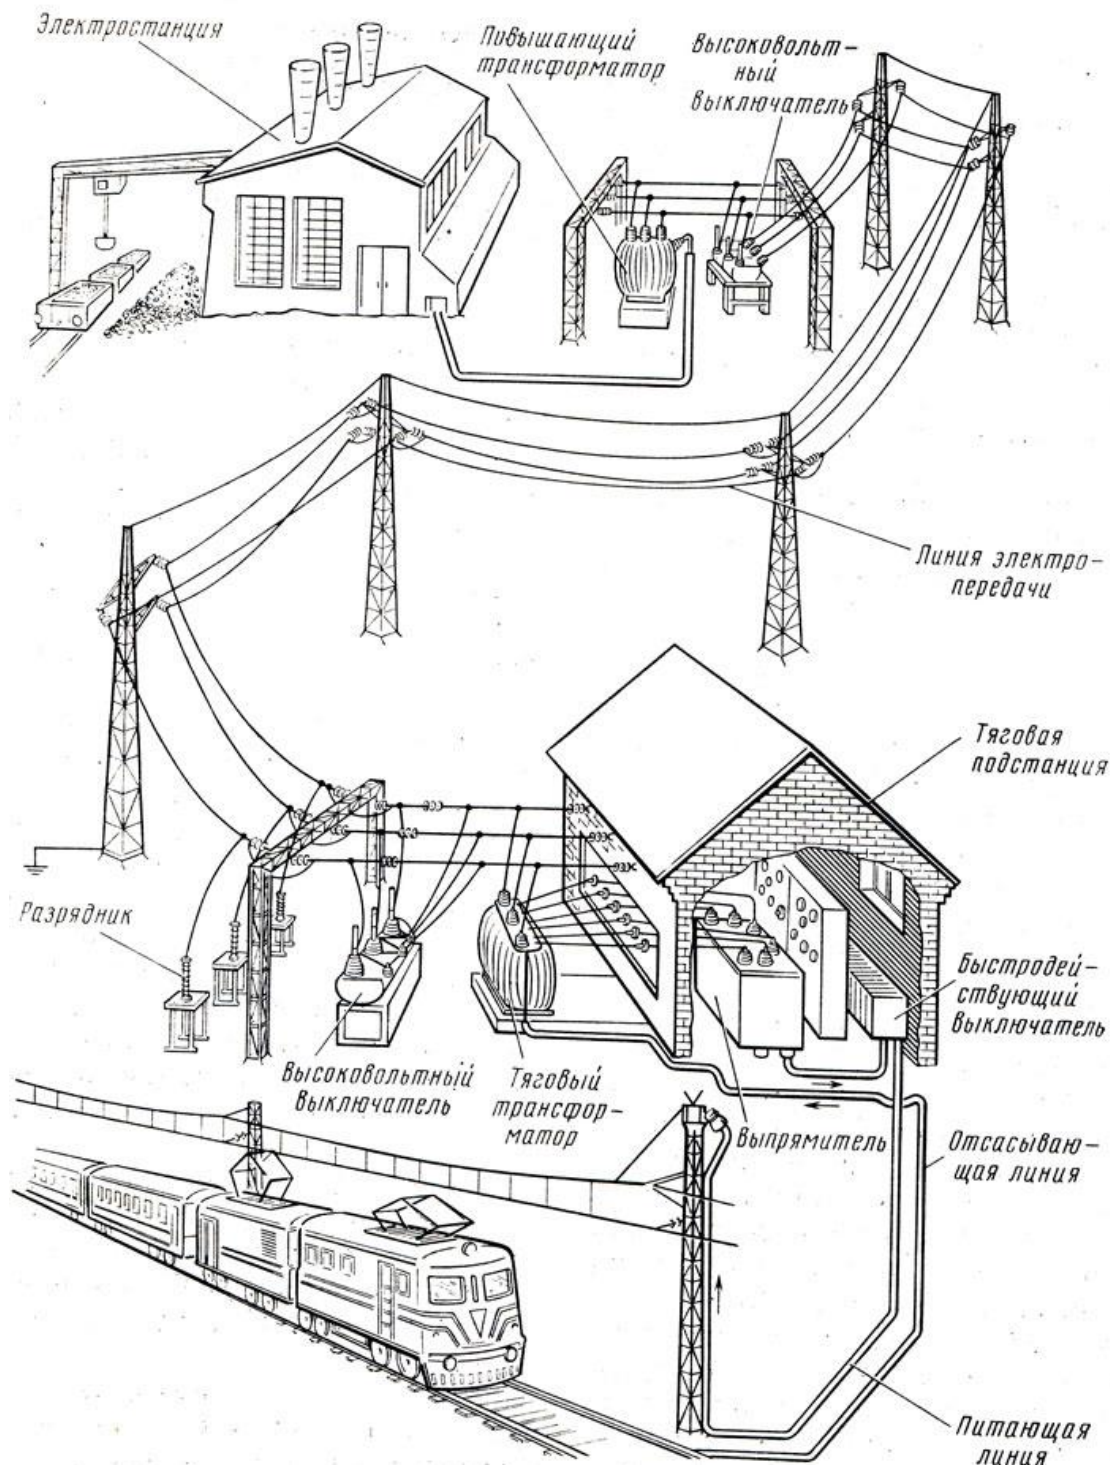 Электростанция
Повышающий
трансформатор
Высоковольт-
ный
выключатель
Линия электро-
передачи
Тяговая
подстанция
Разрядник
Быстродей-
ствующий
выключатель
Высоковольтный
выключатель
Тяговый
трансфор-
матор
Выпрямитель
Отсасываю-
щая линия
Питающая
линия